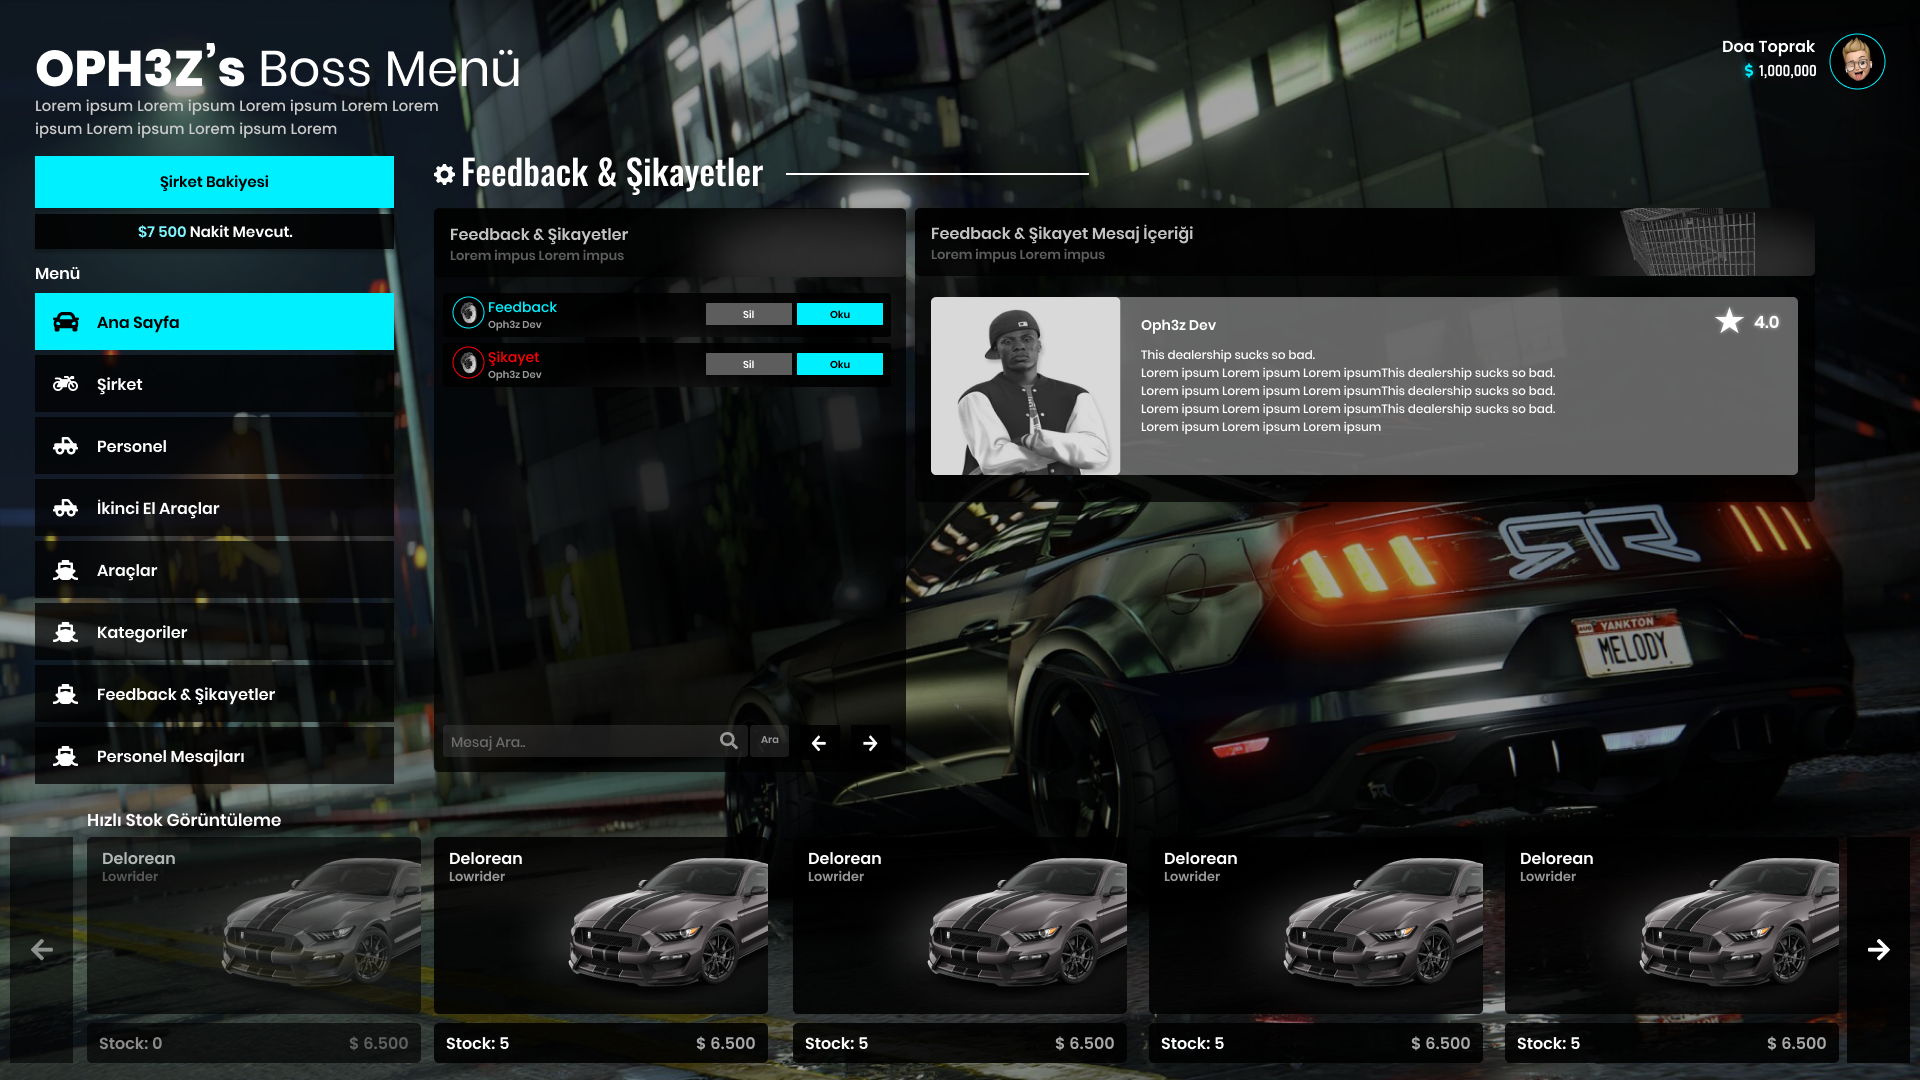 OPH3Z's Boss Menü
Lorem ipsum Lorem ipsum Lorem ipsum Lorem Lorem
ipsum Lorem ipsum Lorem ipsum Lorem
Doa Toprak
$ 1,000,000
Şirket Bakiyesi
$7 500 Nakit Mevcut.
Menü
Ana Sayfa
Şirket
Personel
İkinci El Araçlar
Araçlar
Kategoriler
Feedback & Şikayetler
Personel Mesajları
Feedback & Şikayetler
Feedback & Şikayetler
Lorem impus Lorem impus
Feedback
Oph3z Dev
Sil
Oku
Şikayet
Oph3z Dev
Sil
Oku
Mesaj Ara..
Ara
Feedback & Şikayet Mesaj İçeriği
Lorem impus Lorem impus
Oph3z Dev
4.0
This dealership sucks so bad.
Lorem ipsum Lorem ipsum Lorem ipsumThis dealership sucks so bad.
Lorem ipsum Lorem ipsum Lorem ipsumThis dealership sucks so bad.
Lorem ipsum Lorem ipsum Lorem ipsumThis dealership sucks so bad.
Lorem ipsum Lorem ipsum Lorem ipsum
RTR
YANKTON
MELODY
Hızlı Stok Görüntüleme
Delorean
Lowrider
Stock: 0
$ 6.500
Delorean
Lowrider
Stock: 5
$ 6.500
Delorean
Lowrider
Stock: 5
$ 6.500
Delorean
Lowrider
Stock: 5
$ 6.500
Delorean
Lowrider
Stock: 5
$ 6.500